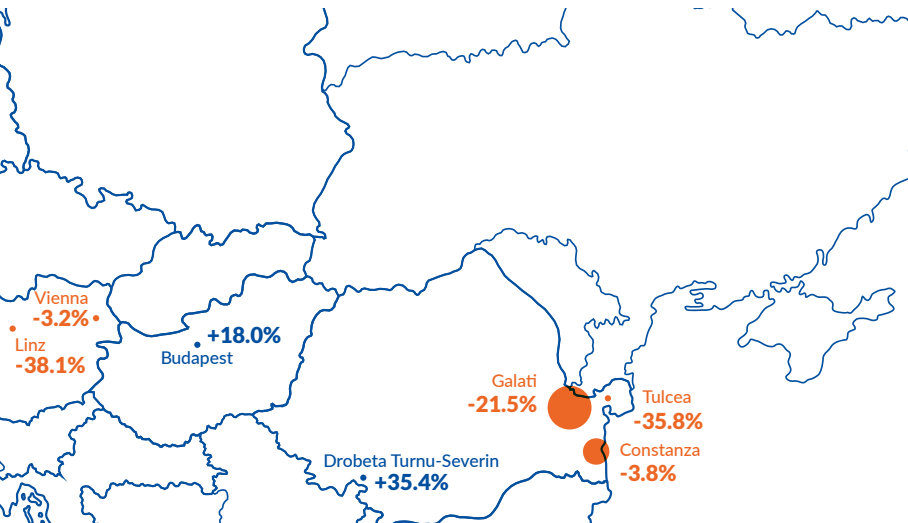 Vienna
-3.2%
Linz
-38.1%
+18.0%
Budapest
Galati
-21.5%
Tulcea
-35.8%
Constanza
-3.8%
Drobeta Turnu-Severin
+35.4%